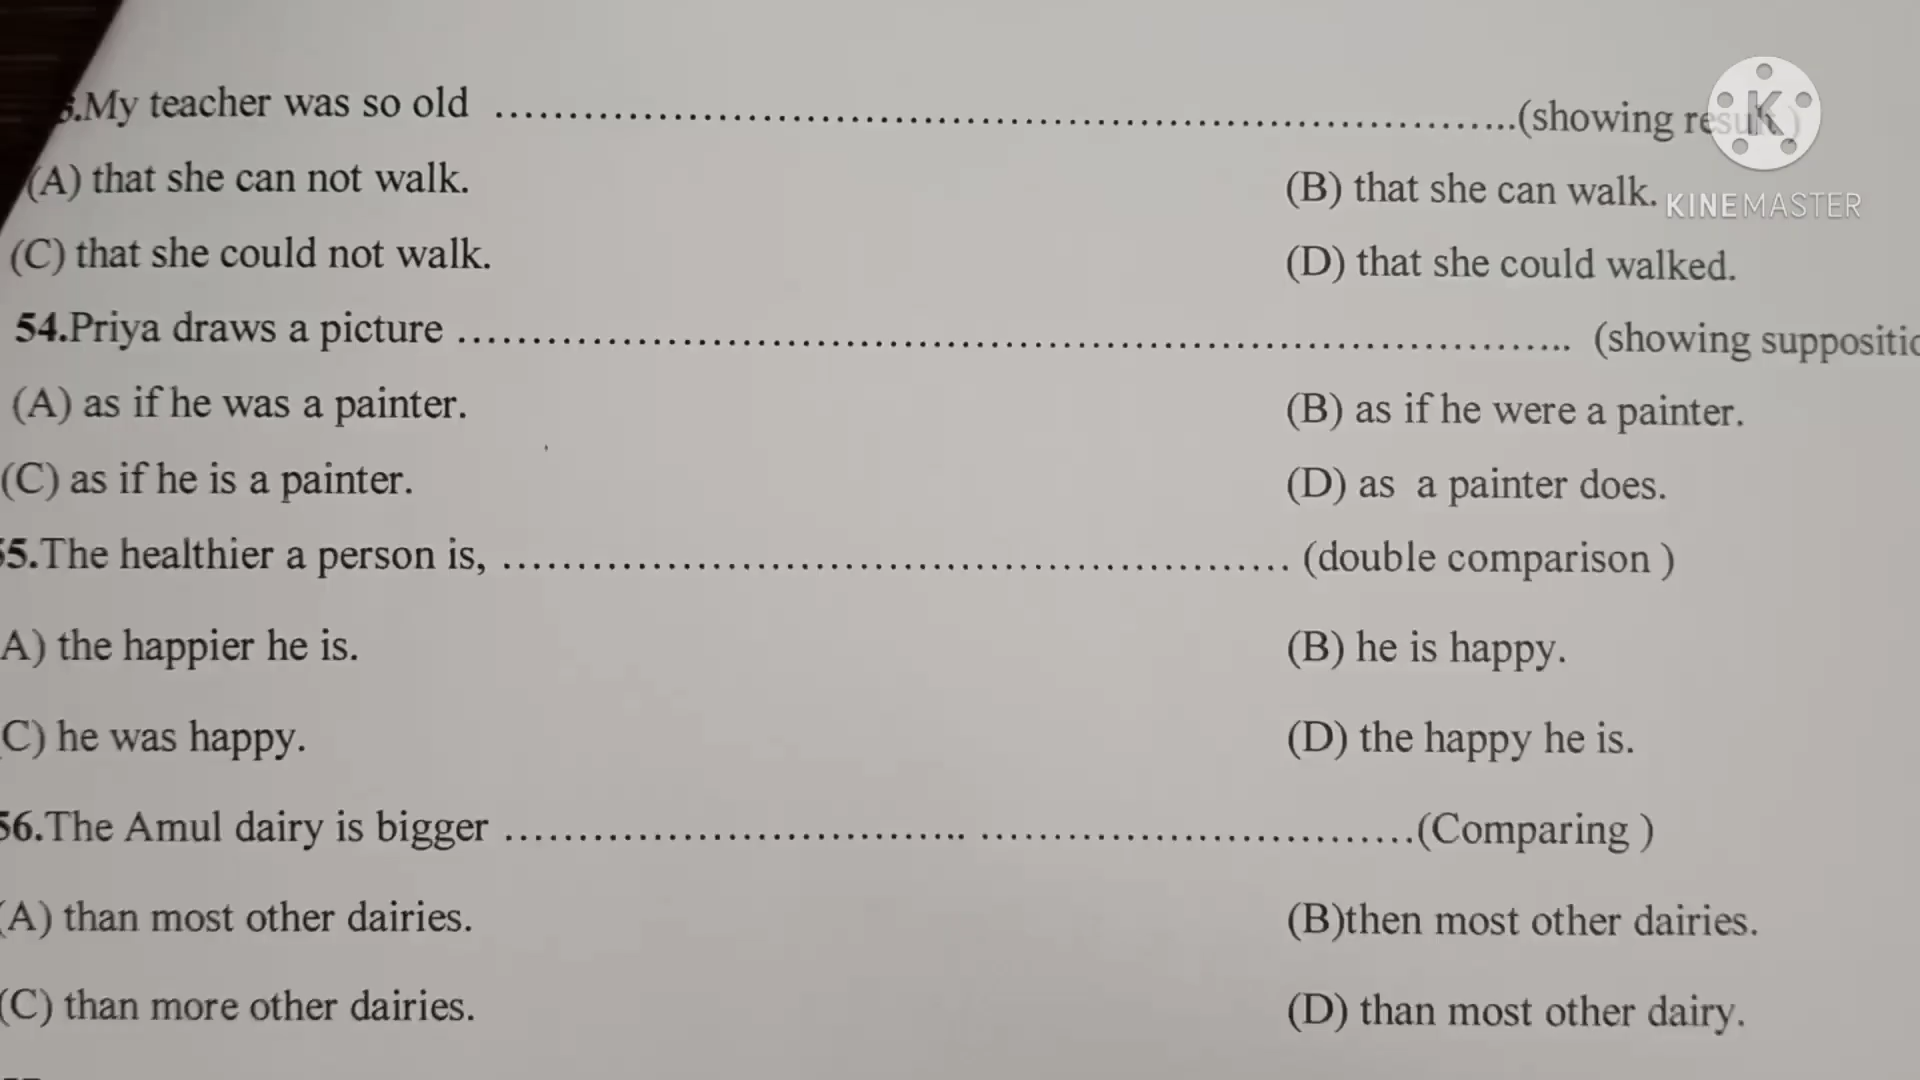 .My teacher was so old ..........................................................................(showing result )
(A) that she can not walk. (B) that she can walk.
KINEMASTER
(C) that she could not walk. (D) that she could walked.
54.Priya draws a picture .......................................................................... (showing
(A) as if he was a painter. (B) as if he were a painter.
(C) as if he is a painter. (D) as a painter does.
55.The healthier a person is, ...................................................... (double comparison )
A) the happier he is. (B) he is happy.
C) he was happy. (D) the happy he is.
56.The Amul dairy is bigger ............................... ..............................(Comparing )
(A) than most other dairies. (B)then most other dairies.
(C) than more other dairies. (D) than most other dairy.